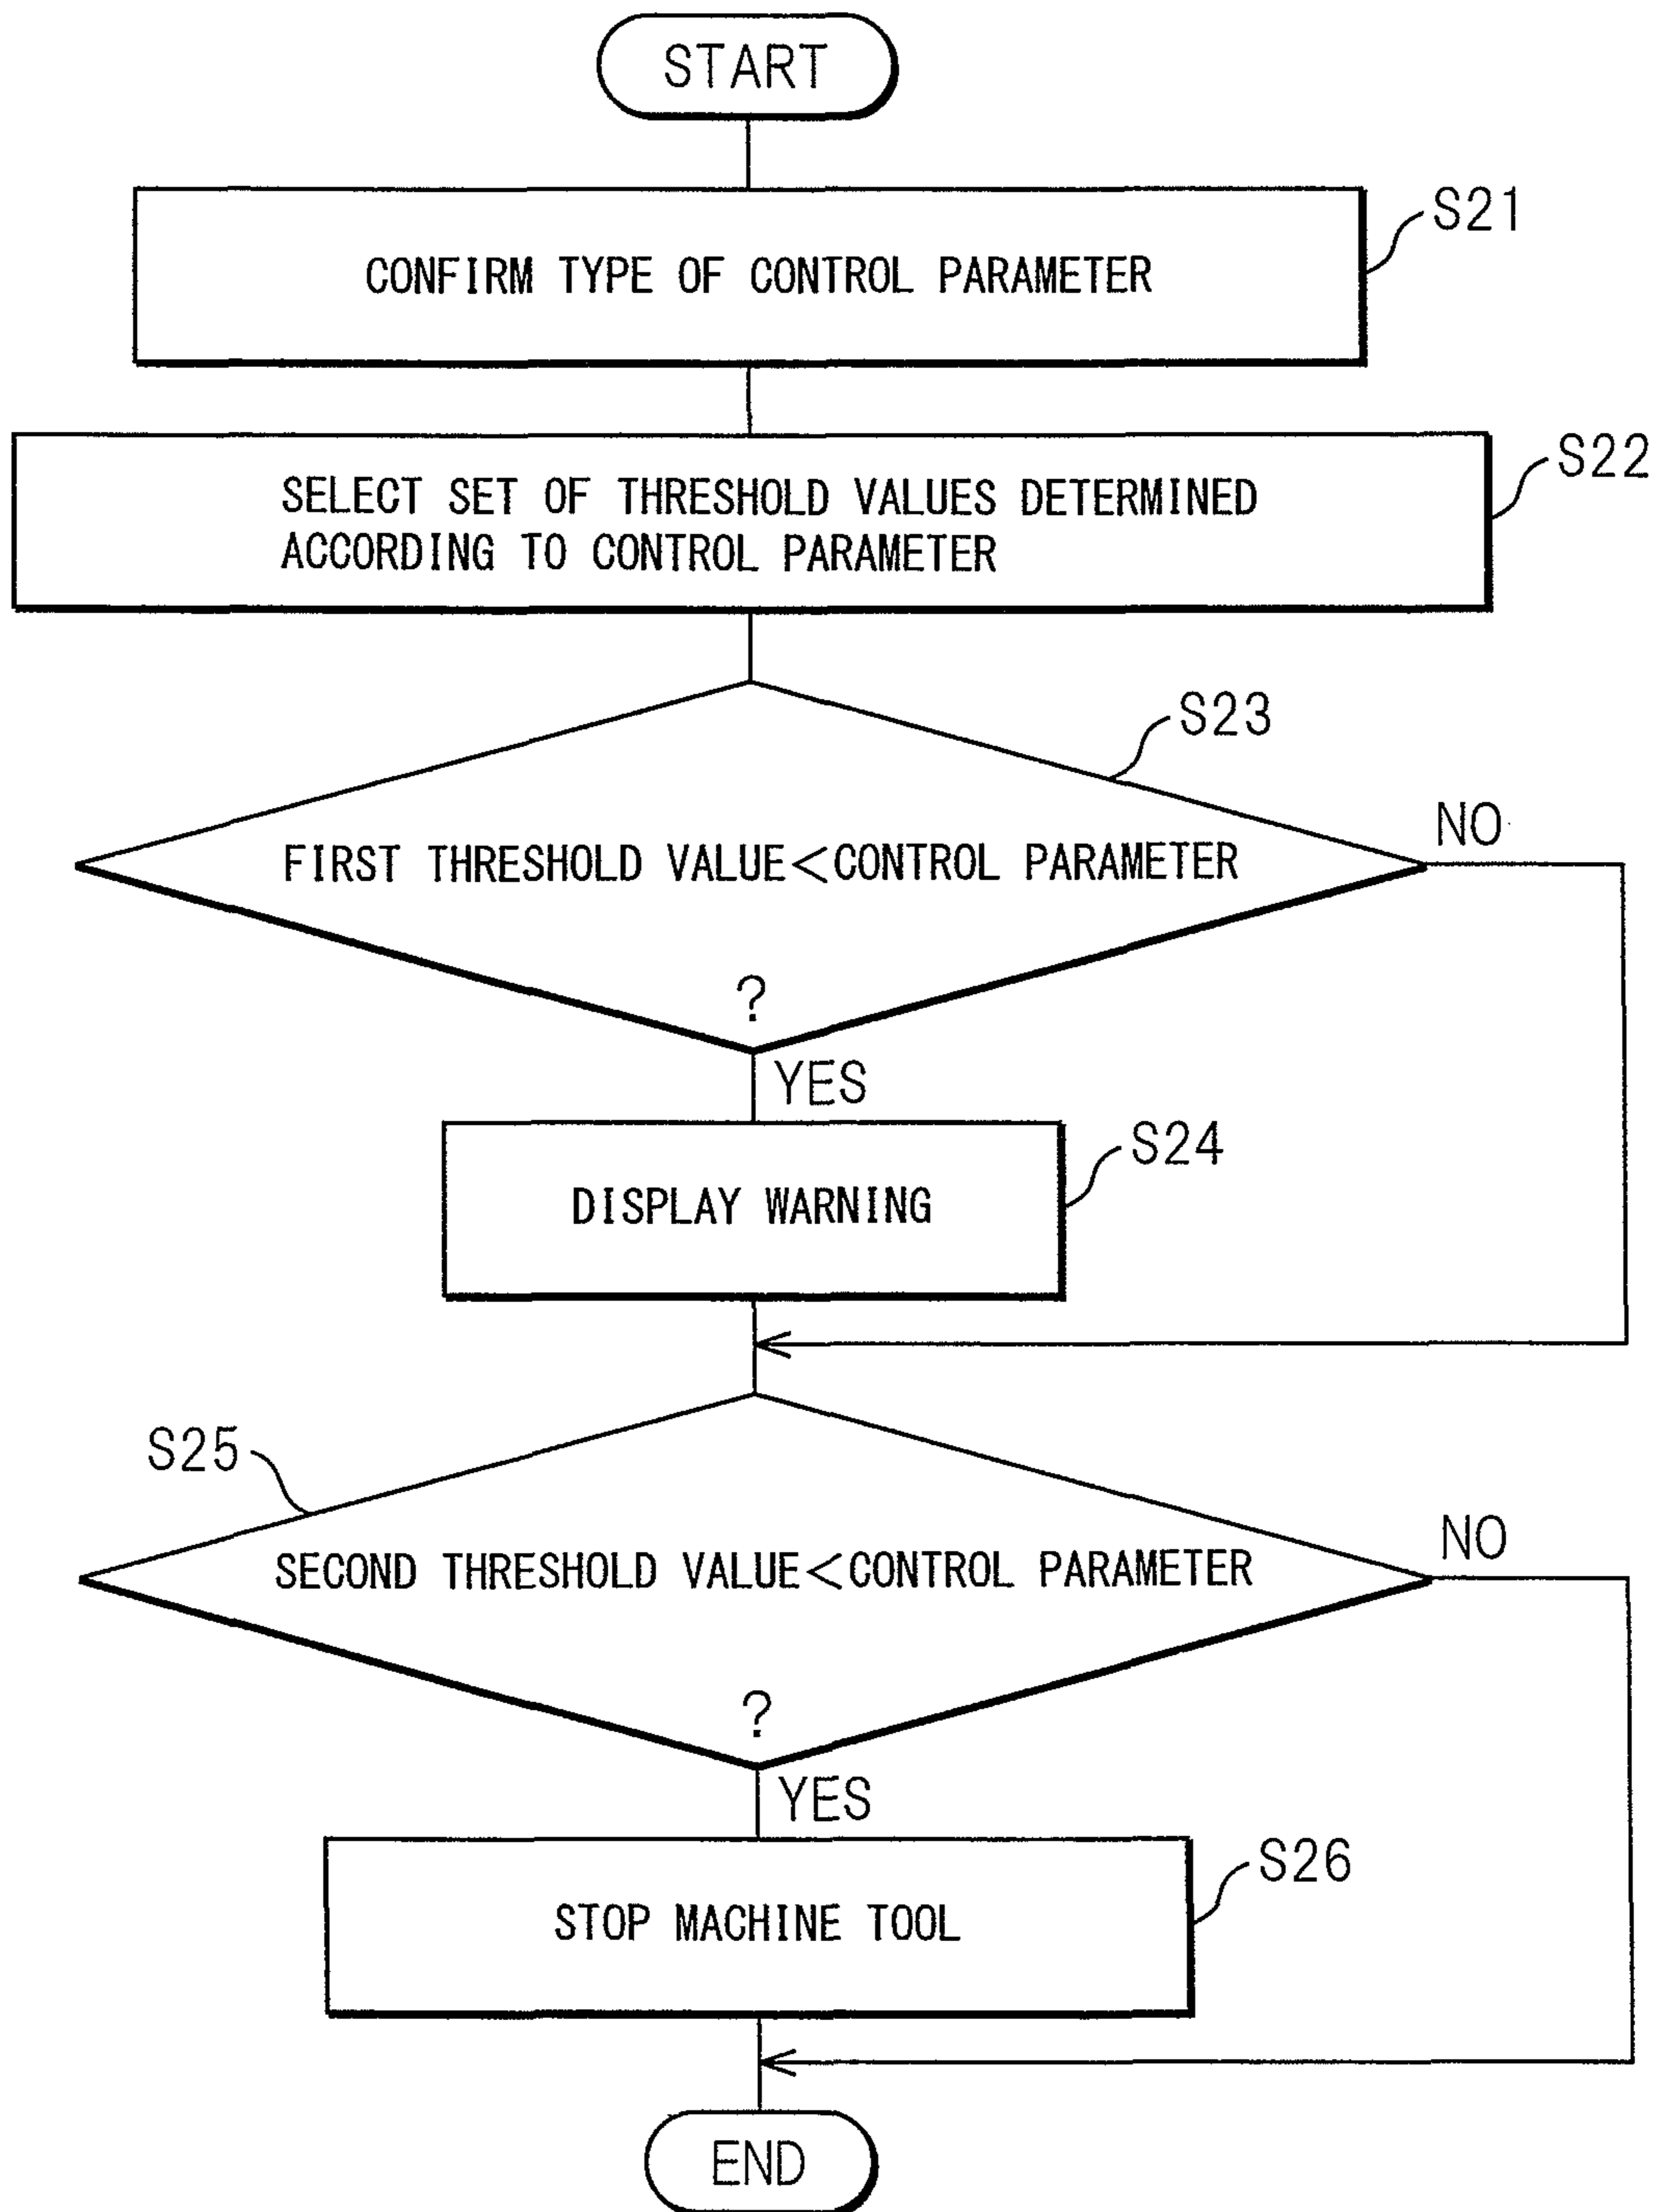 START
S21
CONFIRM TYPE OF CONTROL PARAMETER
S22
SELECT SET OF THRESHOLD VALUES DETERMINED
ACCORDING TO CONTROL PARAMETER
S23
NO
FIRST THRESHOLD VALUE<CONTROL PARAMETER
?
YES
S24
DISPLAY WARNING
S25
NO
SECOND THRESHOLD VALUE<CONTROL PARAMETER
?
YES
S26
STOP MACHINE TOOL
END